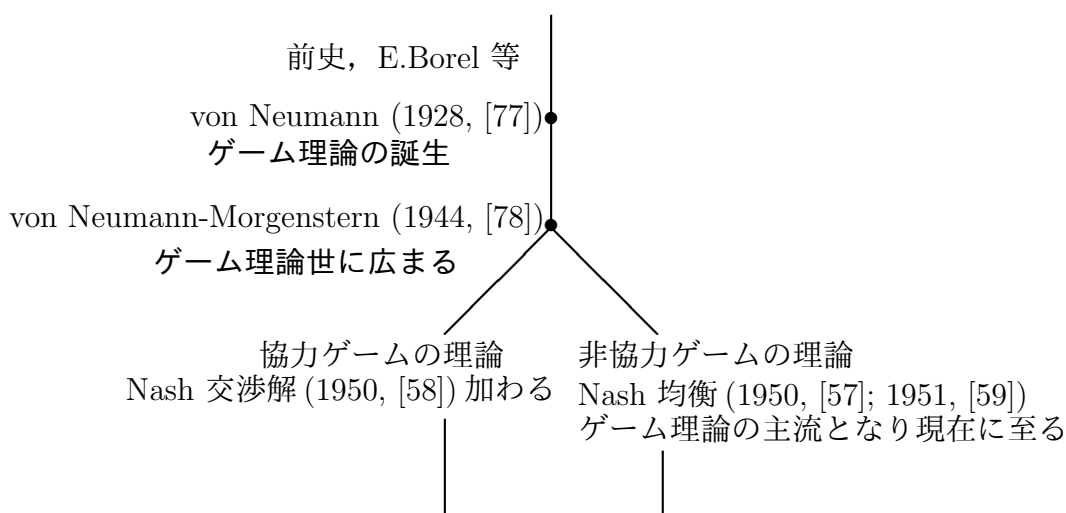 前史，E.Borel 等
von Neumann (1928, [77])
ゲーム理論の誕生
von Neumann-Morgenstern (1944, [78])
ゲーム理論世に広まる
協力ゲームの理論
Nash 交渉解 (1950, [58]) 加わる
非協力ゲームの理論
Nash 均衡 (1950, [57]; 1951, [59])
ゲーム理論の主流となり現在に至る